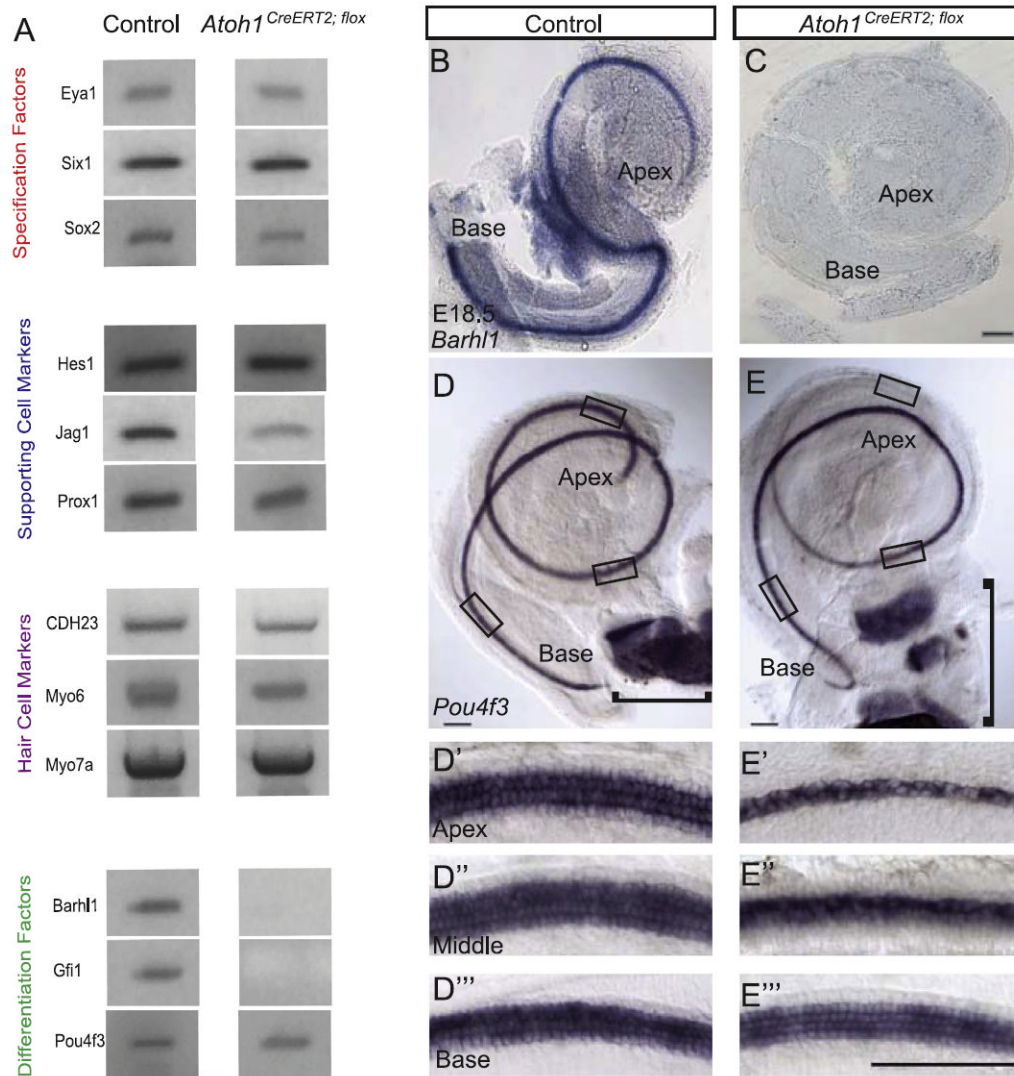 A
Control
Atoh1CreERT2; flox
Specification Factors
Eya1
Six1
Sox2
Supporting Cell Markers
Hes1
Jag1
Prox1
Hair Cell Markers
CDH23
Myo6
Myo7a
Differentiation Factors
Barhl1
Gfi1
Pou4f3
Control
Atoh1CreERT2; flox
B
Apex
Base
E18.5
Barhl1
C
Apex
Base
D
Apex
Base
Pou4f3
E
Apex
Base
D'
Apex
E'
D''
Middle
E''
D'''
Base
E'''